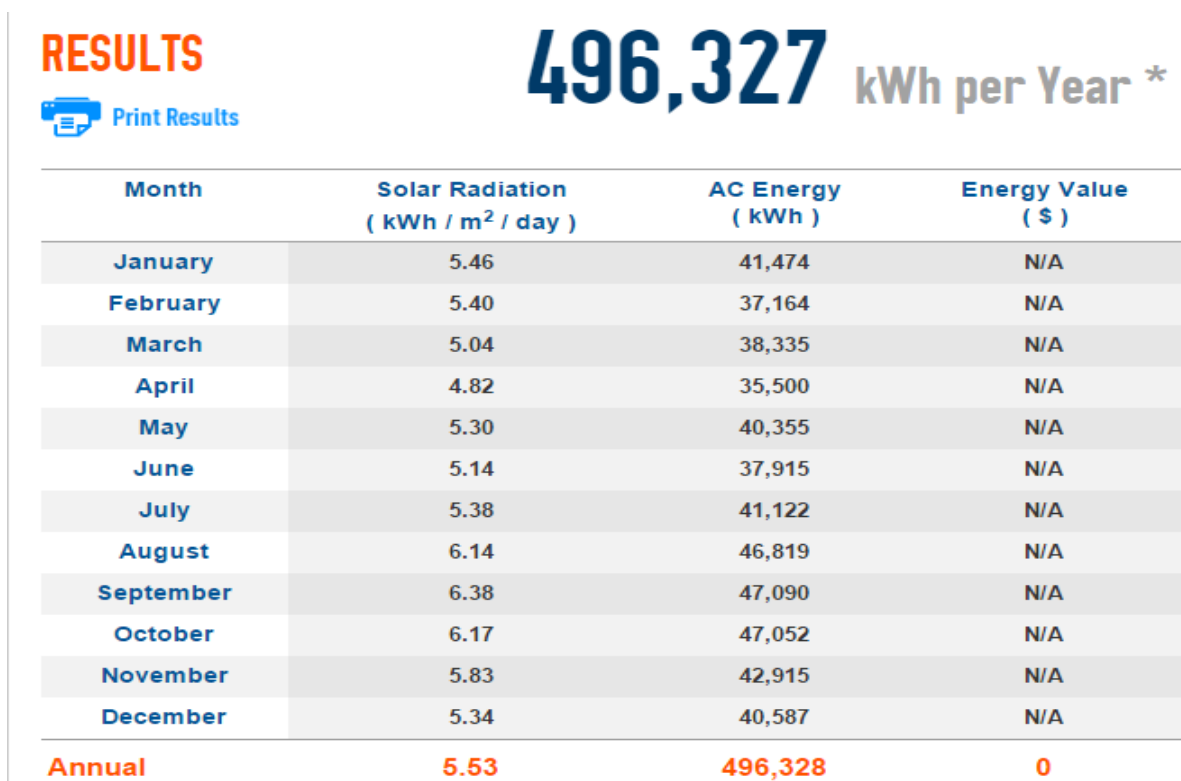 RESULTS
496,327 kWh per Year *
Print Results
Month Solar Radiation AC Energy Energy Value
( kWh / m2 / day ) ( kWh ) ( $ )
January 5.46 41,474 N/A
February 5.40 37,164 N/A
March 5.04 38,335 N/A
April 4.82 35,500 N/A
May 5.30 40,355 N/A
June 5.14 37,915 N/A
July 5.38 41,122 N/A
August 6.14 46,819 N/A
September 6.38 47,090 N/A
October 6.17 47,052 N/A
November 5.83 42,915 N/A
December 5.34 40,587 N/A
Annual 5.53 496,328 0